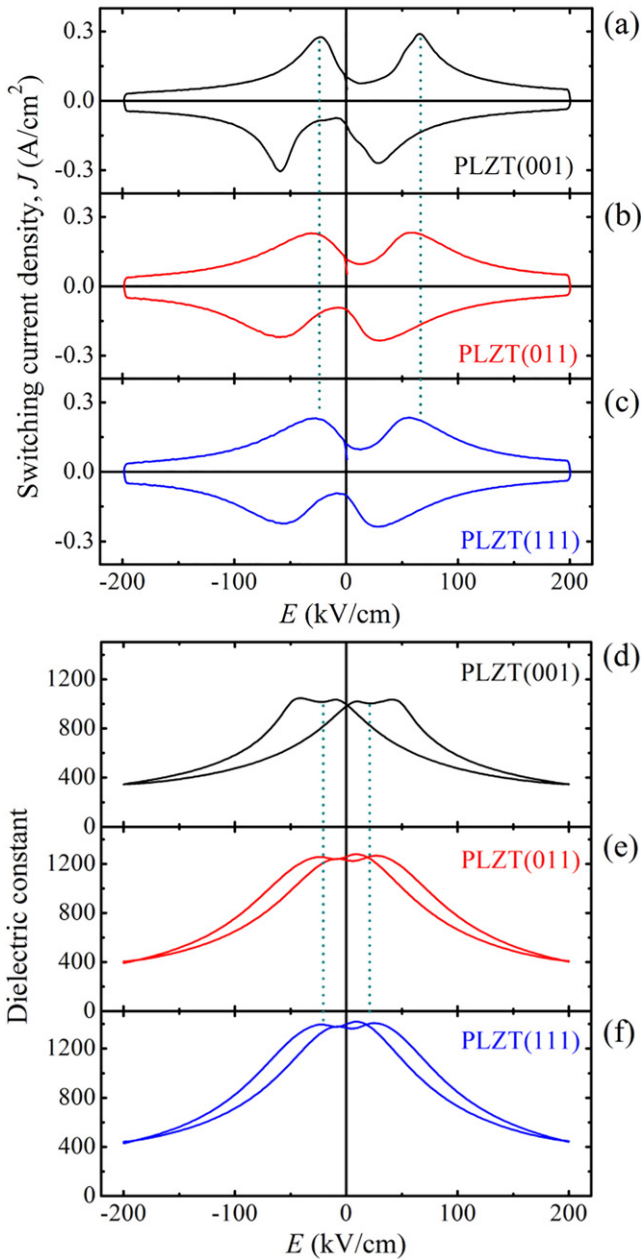 (a)
0.3
0.0
-0.3
PLZT(001)
(b)
0.3
0.0
-0.3
PLZT(011)
(c)
0.3
0.0
-0.3
PLZT(111)
Switching current density, J (A/cm²)
-200 -100 0 100 200
E (kV/cm)
(d)
PLZT(001)
1200
800
400
0
(e)
PLZT(011)
1200
800
400
0
(f)
PLZT(111)
1200
800
400
0
Dielectric constant
-200 -100 0 100 200
E (kV/cm)